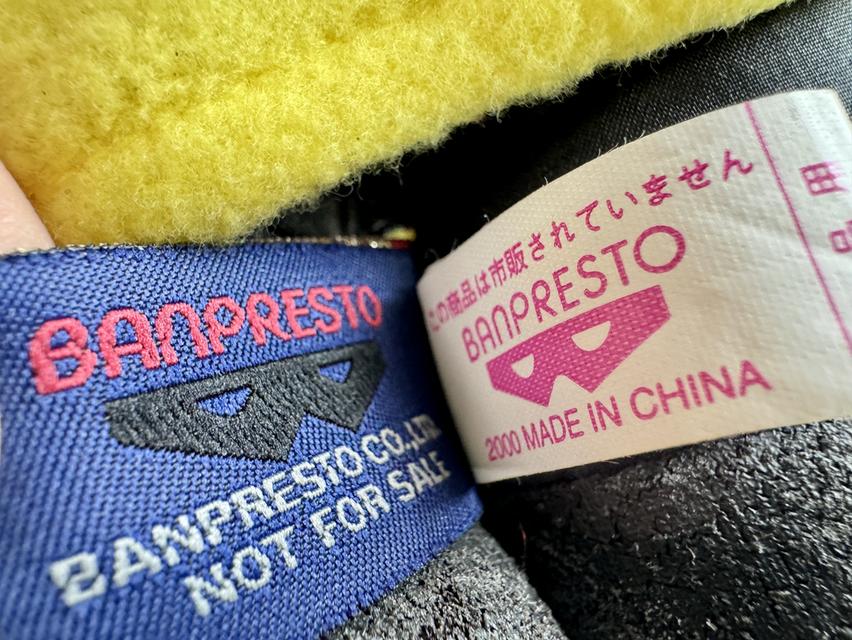 BANPRESTO
BANPRESTO CO.,LTD
NOT FOR SALE
この商品は市販されていません
BANPRESTO
2000 MADE IN CHINA
田